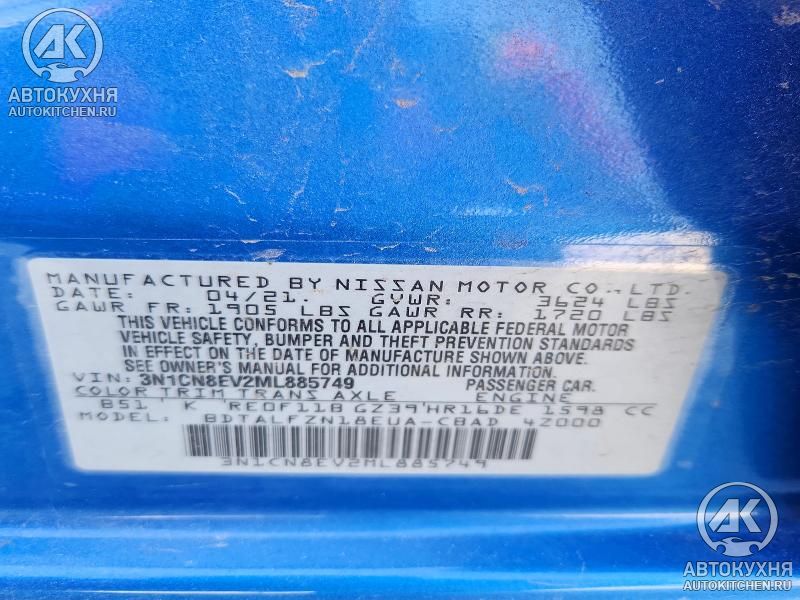 АК
АВТОКУХНЯ
AUTOKITCHEN.RU
MANUFACTURED BY NISSAN MOTOR CO., LTD.
DATE: 04/21. GVWR: 3624 LBS
GAWR FR: 1905 LBS GAWR RR: 1720 LBS
THIS VEHICLE CONFORMS TO ALL APPLICABLE FEDERAL MOTOR
VEHICLE SAFETY, BUMPER AND THEFT PREVENTION STANDARDS
IN EFFECT ON THE DATE OF MANUFACTURE SHOWN ABOVE.
SEE OWNER'S MANUAL FOR ADDITIONAL INFORMATION.
VIN: 3N1CN8EV2ML885749 PASSENGER CAR.
COLOR TRIM TRANS AXLE ENGINE
B51 K RE0F11B GZ39 HR16DE 1598 CC
MODEL: BDTALFZN18EUA-CBAD 4Z000
3N1CN8EV2ML885749
АК
АВТОКУХНЯ
AUTOKITCHEN.RU